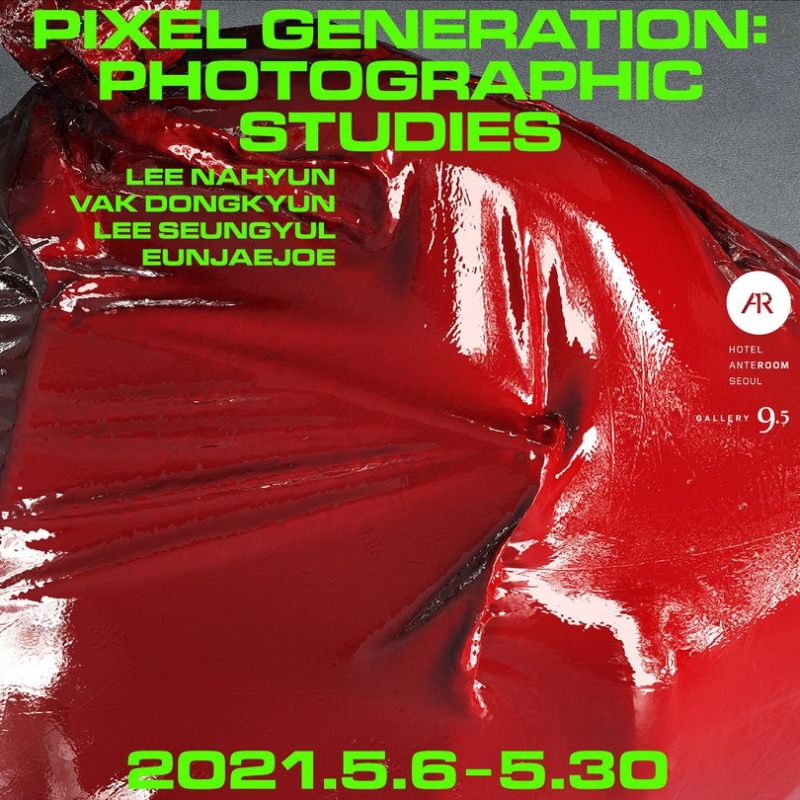 PIXEL GENERATION:
PHOTOGRAPHIC
STUDIES
LEE NAHYUN
VAK DONGKYUN
LEE SEUNGYUL
EUNJAEJOE
AR
HOTEL
ANTEROOM
SEOUL
GALLERY 9.5
2021.5.6-5.30